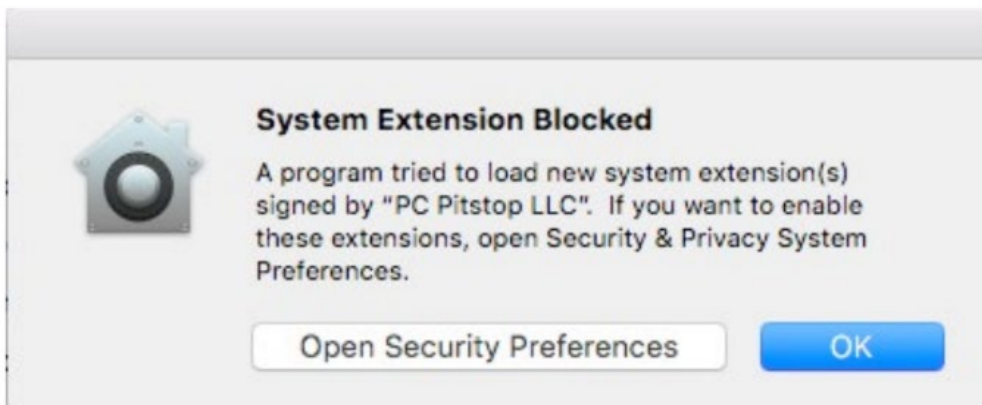 System Extension Blocked
A program tried to load new system extension(s)
signed by “PC Pitstop LLC”.  If you want to enable
these extensions, open Security & Privacy System
Preferences.
Open Security Preferences
OK